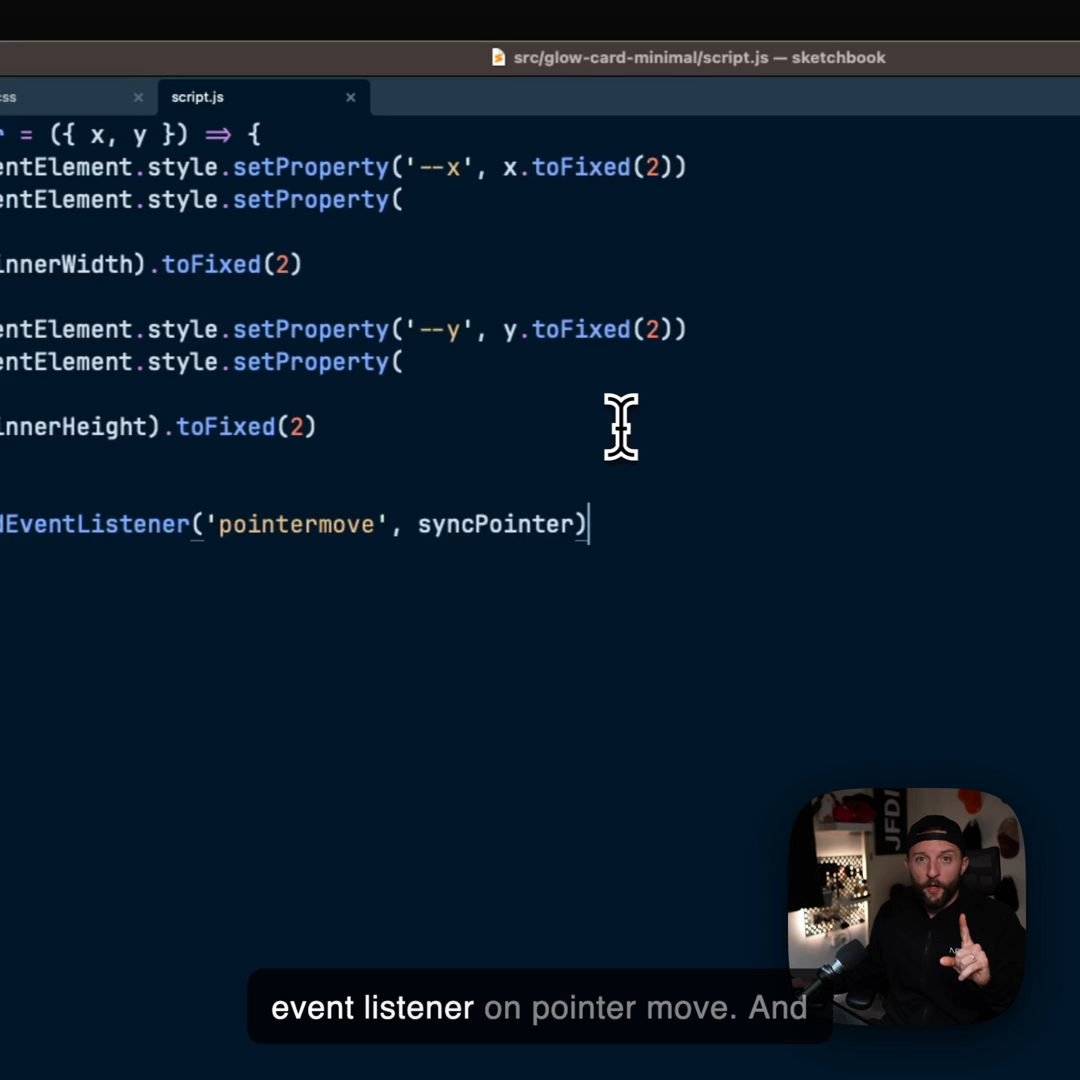 src/glow-card-minimal/script.js — sketchbook
css
script.js
r = ({ x, y }) => {
entElement.style.setProperty('--x', x.toFixed(2))
entElement.style.setProperty(
innerWidth).toFixed(2)
entElement.style.setProperty('--y', y.toFixed(2))
entElement.style.setProperty(
innerHeight).toFixed(2)
dEventListener('pointermove', syncPointer)
JFDI
event listener on pointer move. And